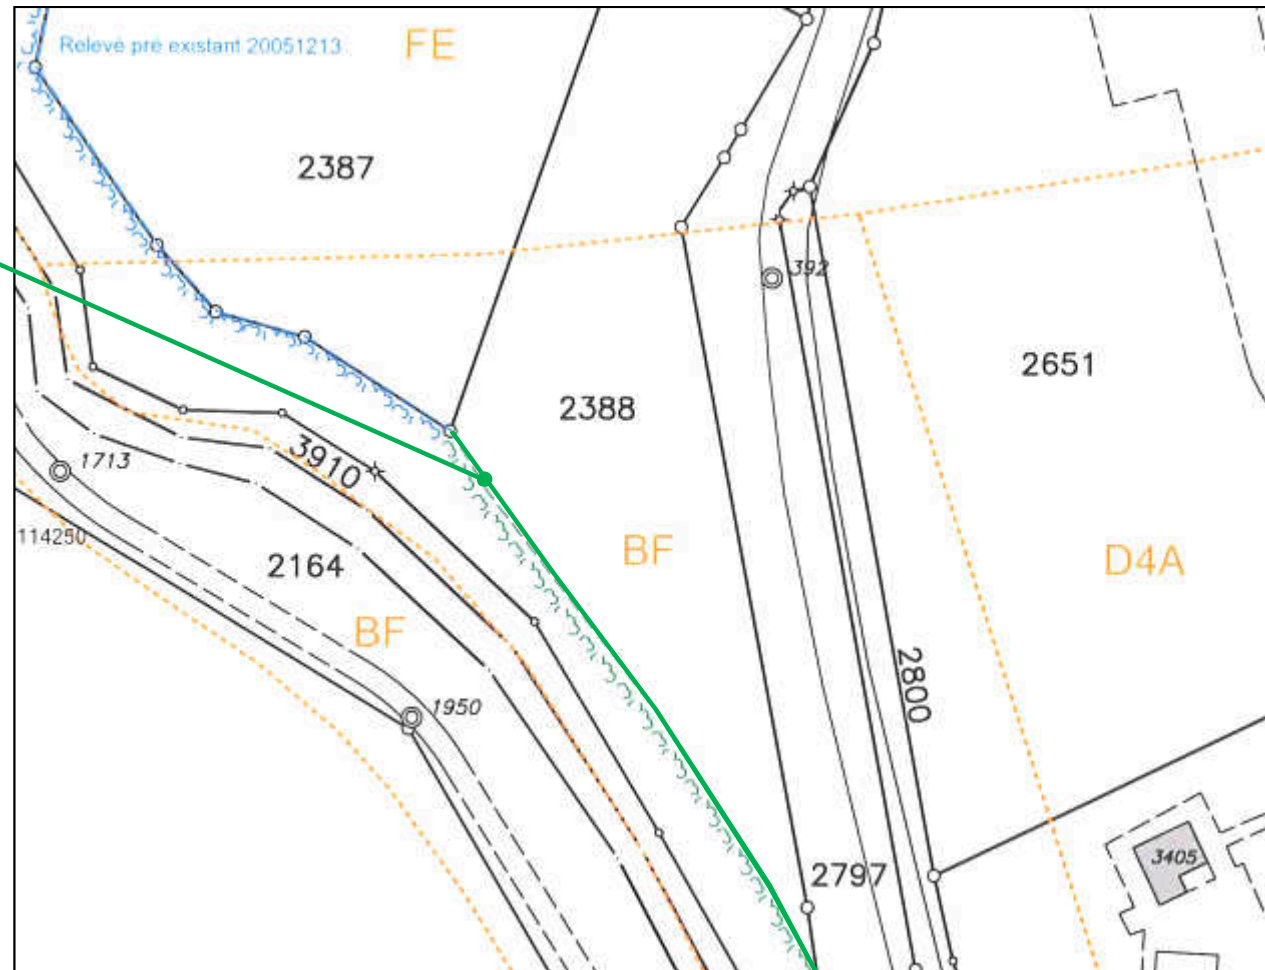 Relevé pré existant 20051213
FE
2387
392
2651
2388
3910
1713
114250
2164
BF
D4A
BF
2800
1950
2797
3405